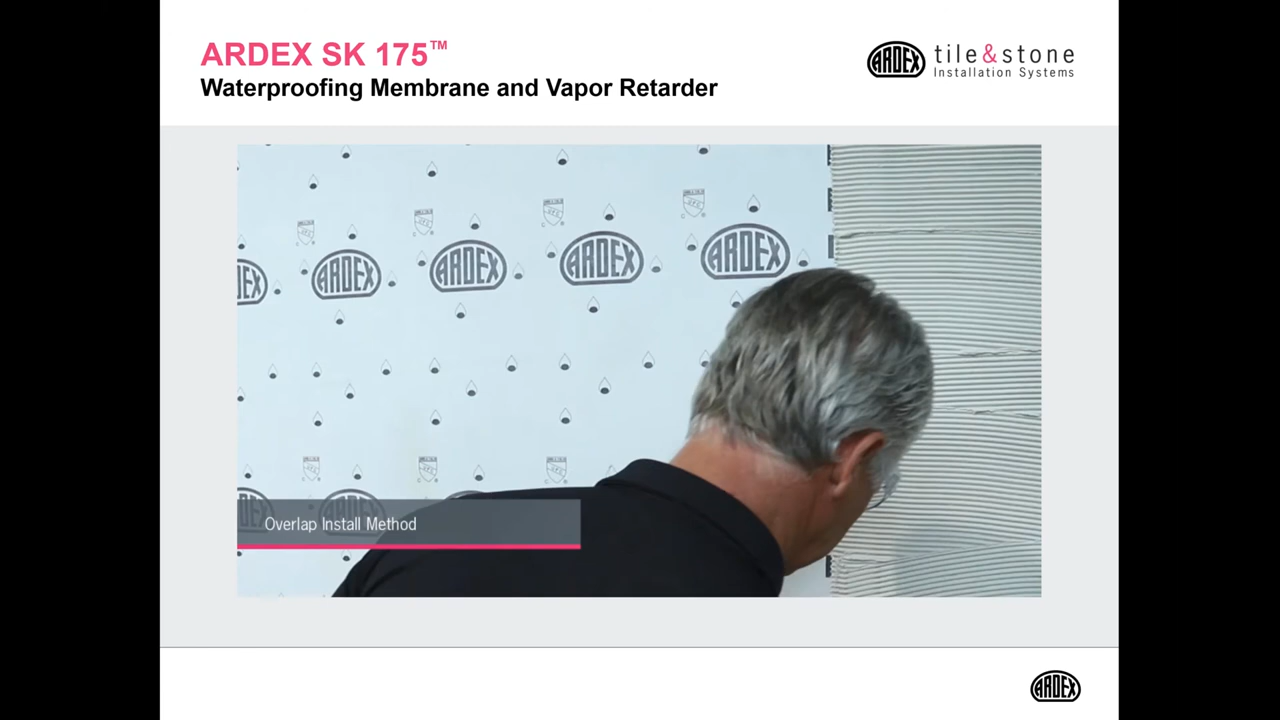 ARDEX SK 175™
Waterproofing Membrane and Vapor Retarder
ARDEX
tile&stone
Installation Systems
ARDEX
ARDEX
ARDEX
ARDEX
Overlap Install Method
ARDEX